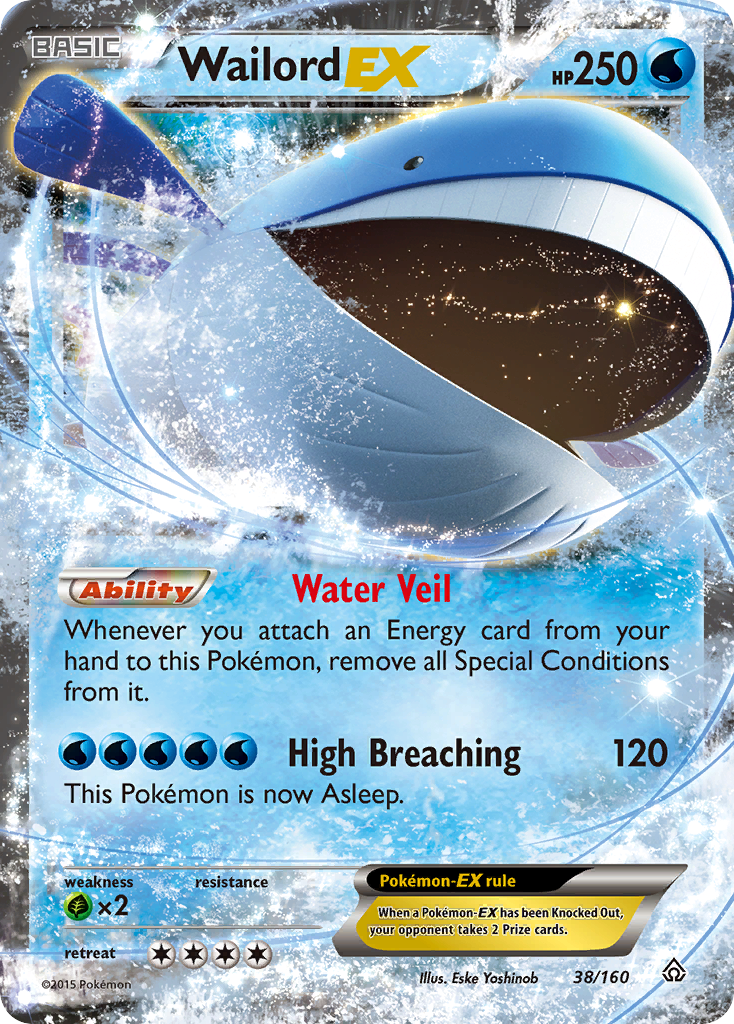 BASIC
WailordEX
HP250
Ability
Water Veil
Whenever you attach an Energy card from your
hand to this Pokémon, remove all Special Conditions
from it.
High Breaching 120
This Pokémon is now Asleep.
weakness resistance
×2
retreat
Pokémon-EX rule
When a Pokémon-EX has been Knocked Out,
your opponent takes 2 Prize cards.
©2015 Pokémon
Illus. Eske Yoshinob
38/160